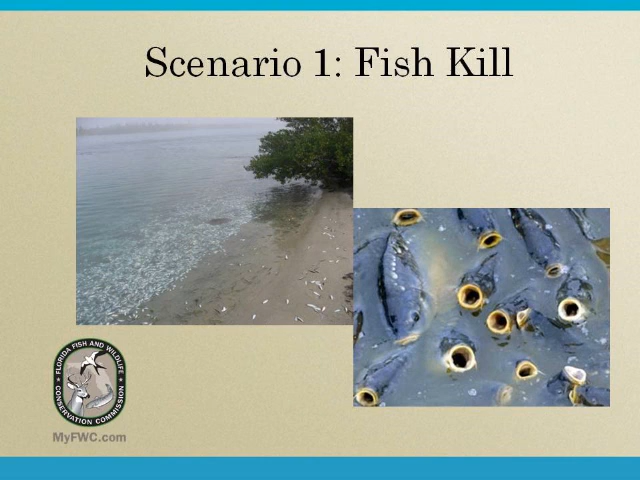 Scenario 1: Fish Kill
FLORIDA FISH AND WILDLIFE
CONSERVATION COMMISSION
MyFWC.com